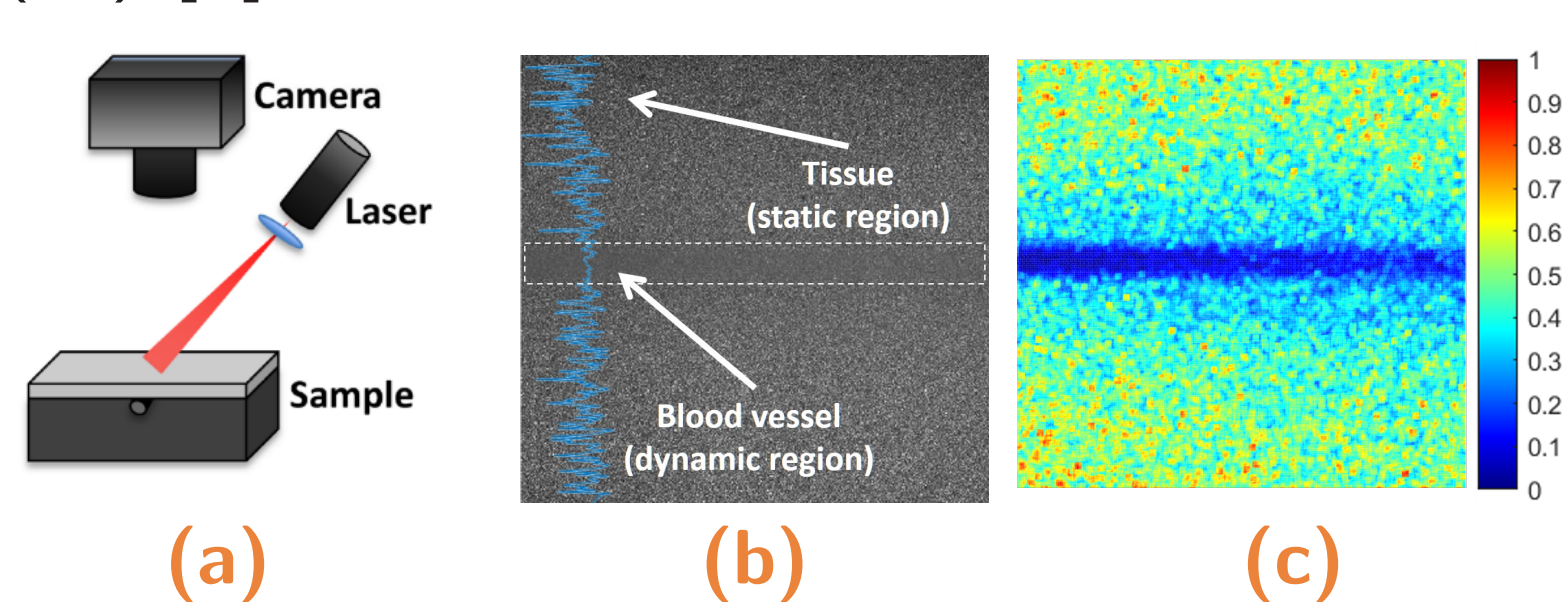 Camera
Laser
Sample
(a)
Tissue
(static region)
Blood vessel
(dynamic region)
(b)
1
0.9
0.8
0.7
0.6
0.5
0.4
0.3
0.2
0.1
0
(c)